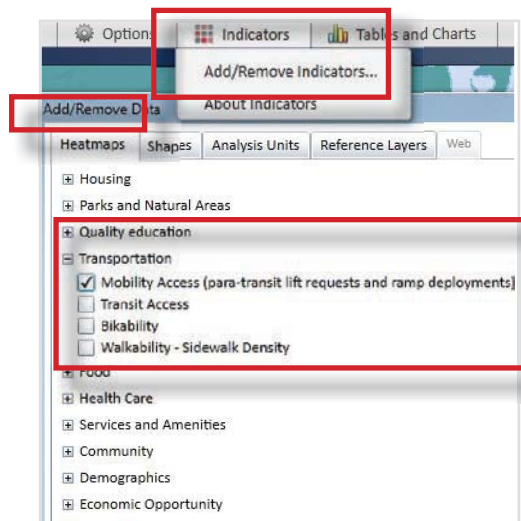 Options Indicators Tables and Charts
Add/Remove Indicators...
About Indicators
Add/Remove Data
Heatmaps Shapes Analysis Units Reference Layers Web
Housing
Parks and Natural Areas
Quality education
Transportation
Mobility Access (para-transit lift requests and ramp deployments)
Transit Access
Bikability
Walkability - Sidewalk Density
Food
Health Care
Services and Amenities
Community
Demographics
Economic Opportunity